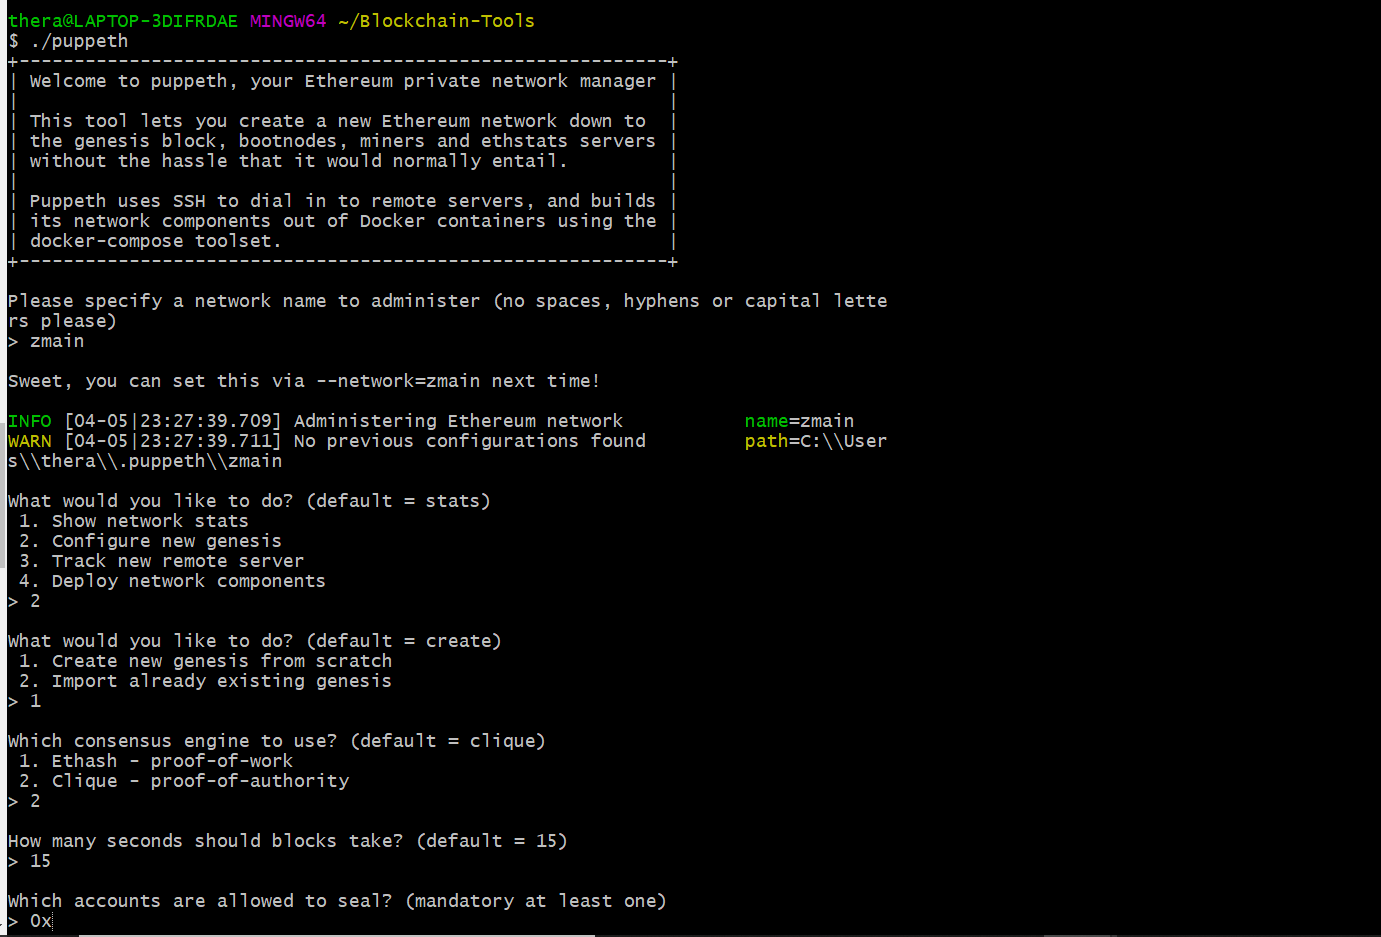 thera@LAPTOP-3DIFRDAE MINGW64 ~/Blockchain-Tools
$ ./puppeth
+-----------------------------------------------------------+
| Welcome to puppeth, your Ethereum private network manager |
|                                                           |
| This tool lets you create a new Ethereum network down to  |
| the genesis block, bootnodes, miners and ethstats servers |
| without the hassle that it would normally entail.         |
|                                                           |
| Puppeth uses SSH to dial in to remote servers, and builds |
| its network components out of Docker containers using the |
| docker-compose toolset.                                   |
+-----------------------------------------------------------+
Please specify a network name to administer (no spaces, hyphens or capital lette
rs please)
> zmain
Sweet, you can set this via --network=zmain next time!
INFO [04-05|23:27:39.709] Administering Ethereum network           name=zmain
WARN [04-05|23:27:39.711] No previous configurations found         path=C:\\User
s\\thera\\.puppeth\\zmain
What would you like to do? (default = stats)
 1. Show network stats
 2. Configure new genesis
 3. Track new remote server
 4. Deploy network components
> 2
What would you like to do? (default = create)
 1. Create new genesis from scratch
 2. Import already existing genesis
> 1
Which consensus engine to use? (default = clique)
 1. Ethash - proof-of-work
 2. Clique - proof-of-authority
> 2
How many seconds should blocks take? (default = 15)
> 15
Which accounts are allowed to seal? (mandatory at least one)
> 0x